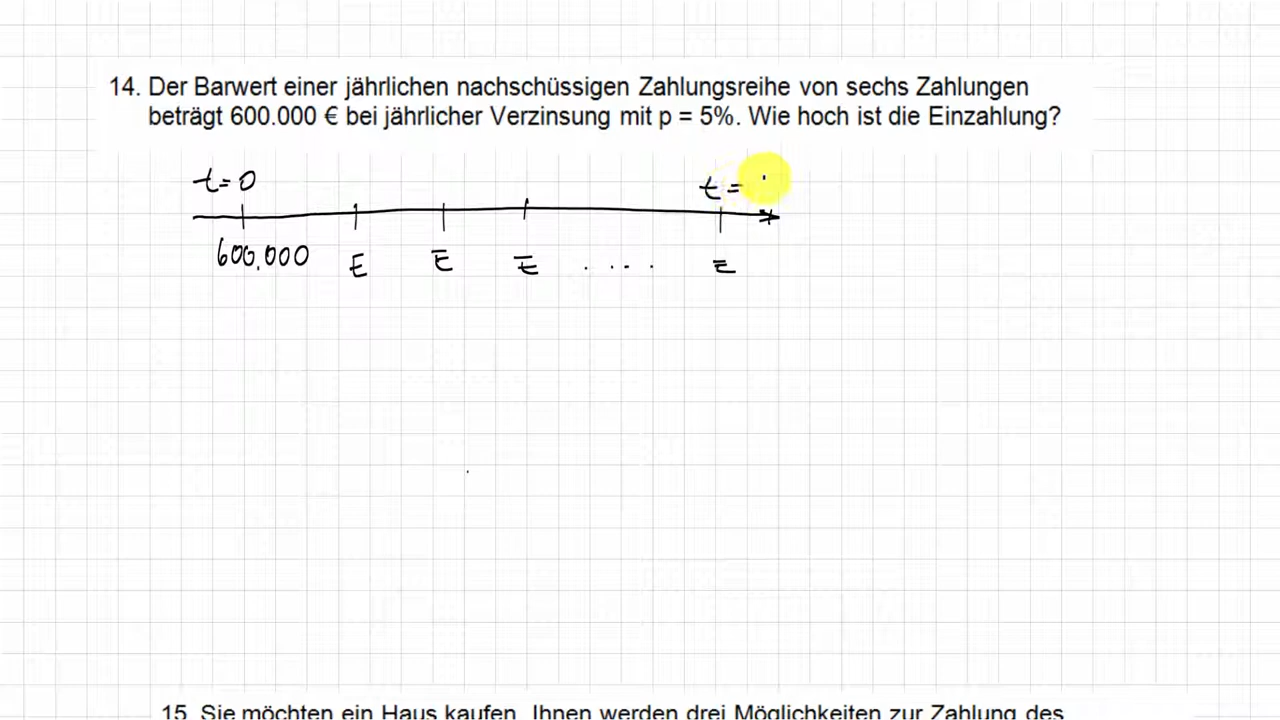 14. Der Barwert einer jährlichen nachschüssigen Zahlungsreihe von sechs Zahlungen
beträgt 600.000 € bei jährlicher Verzinsung mit p = 5%. Wie hoch ist die Einzahlung?
t=0
t=
600.000 E E E .... E
15. Sie möchten ein Haus kaufen. Ihnen werden drei Möglichkeiten zur Zahlung des